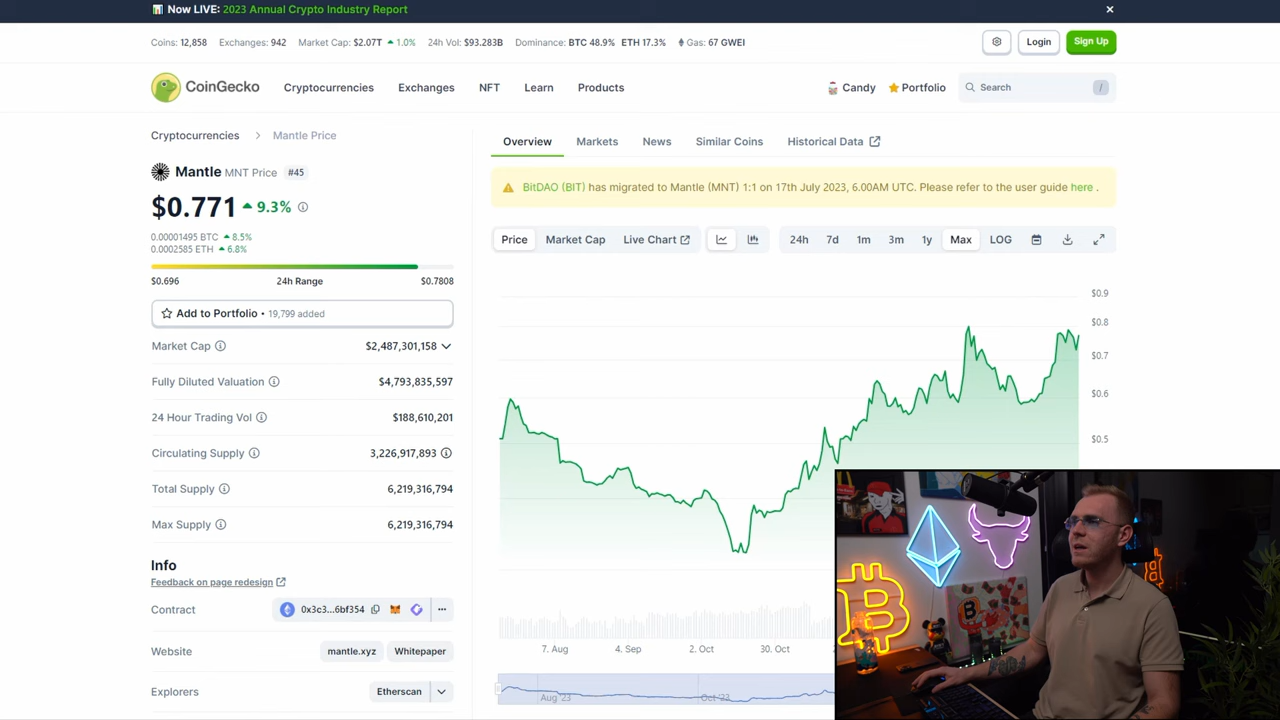 Now LIVE: 2023 Annual Crypto Industry Report
Coins: 12,858 Exchanges: 942 Market Cap: $2.07T 1.0% 24h Vol: $93.283B Dominance: BTC 48.9% ETH 17.3% Gas: 67 GWEI
Login
Sign Up
CoinGecko
Cryptocurrencies
Exchanges
NFT
Learn
Products
Candy
Portfolio
Search
/
Cryptocurrencies > Mantle Price
Mantle MNT Price #45
$0.771 9.3%
0.00001495 BTC 8.5%
0.0002585 ETH 6.8%
$0.696 24h Range $0.7808
Add to Portfolio • 19,799 added
Market Cap $2,487,301,158
Fully Diluted Valuation $4,793,835,597
24 Hour Trading Vol $188,610,201
Circulating Supply 3,226,917,893
Total Supply 6,219,316,794
Max Supply 6,219,316,794
Info
Feedback on page redesign
Contract 0x3c3...6bf354
Website mantle.xyz Whitepaper
Explorers Etherscan
Overview
Markets
News
Similar Coins
Historical Data
BitDAO (BIT) has migrated to Mantle (MNT) 1:1 on 17th July 2023, 6.00AM UTC. Please refer to the user guide here .
Price
Market Cap
Live Chart
24h
7d
1m
3m
1y
Max
LOG
$0.9
$0.8
$0.7
$0.6
$0.5
7. Aug
4. Sep
2. Oct
30. Oct
Aug '23
Oct '23